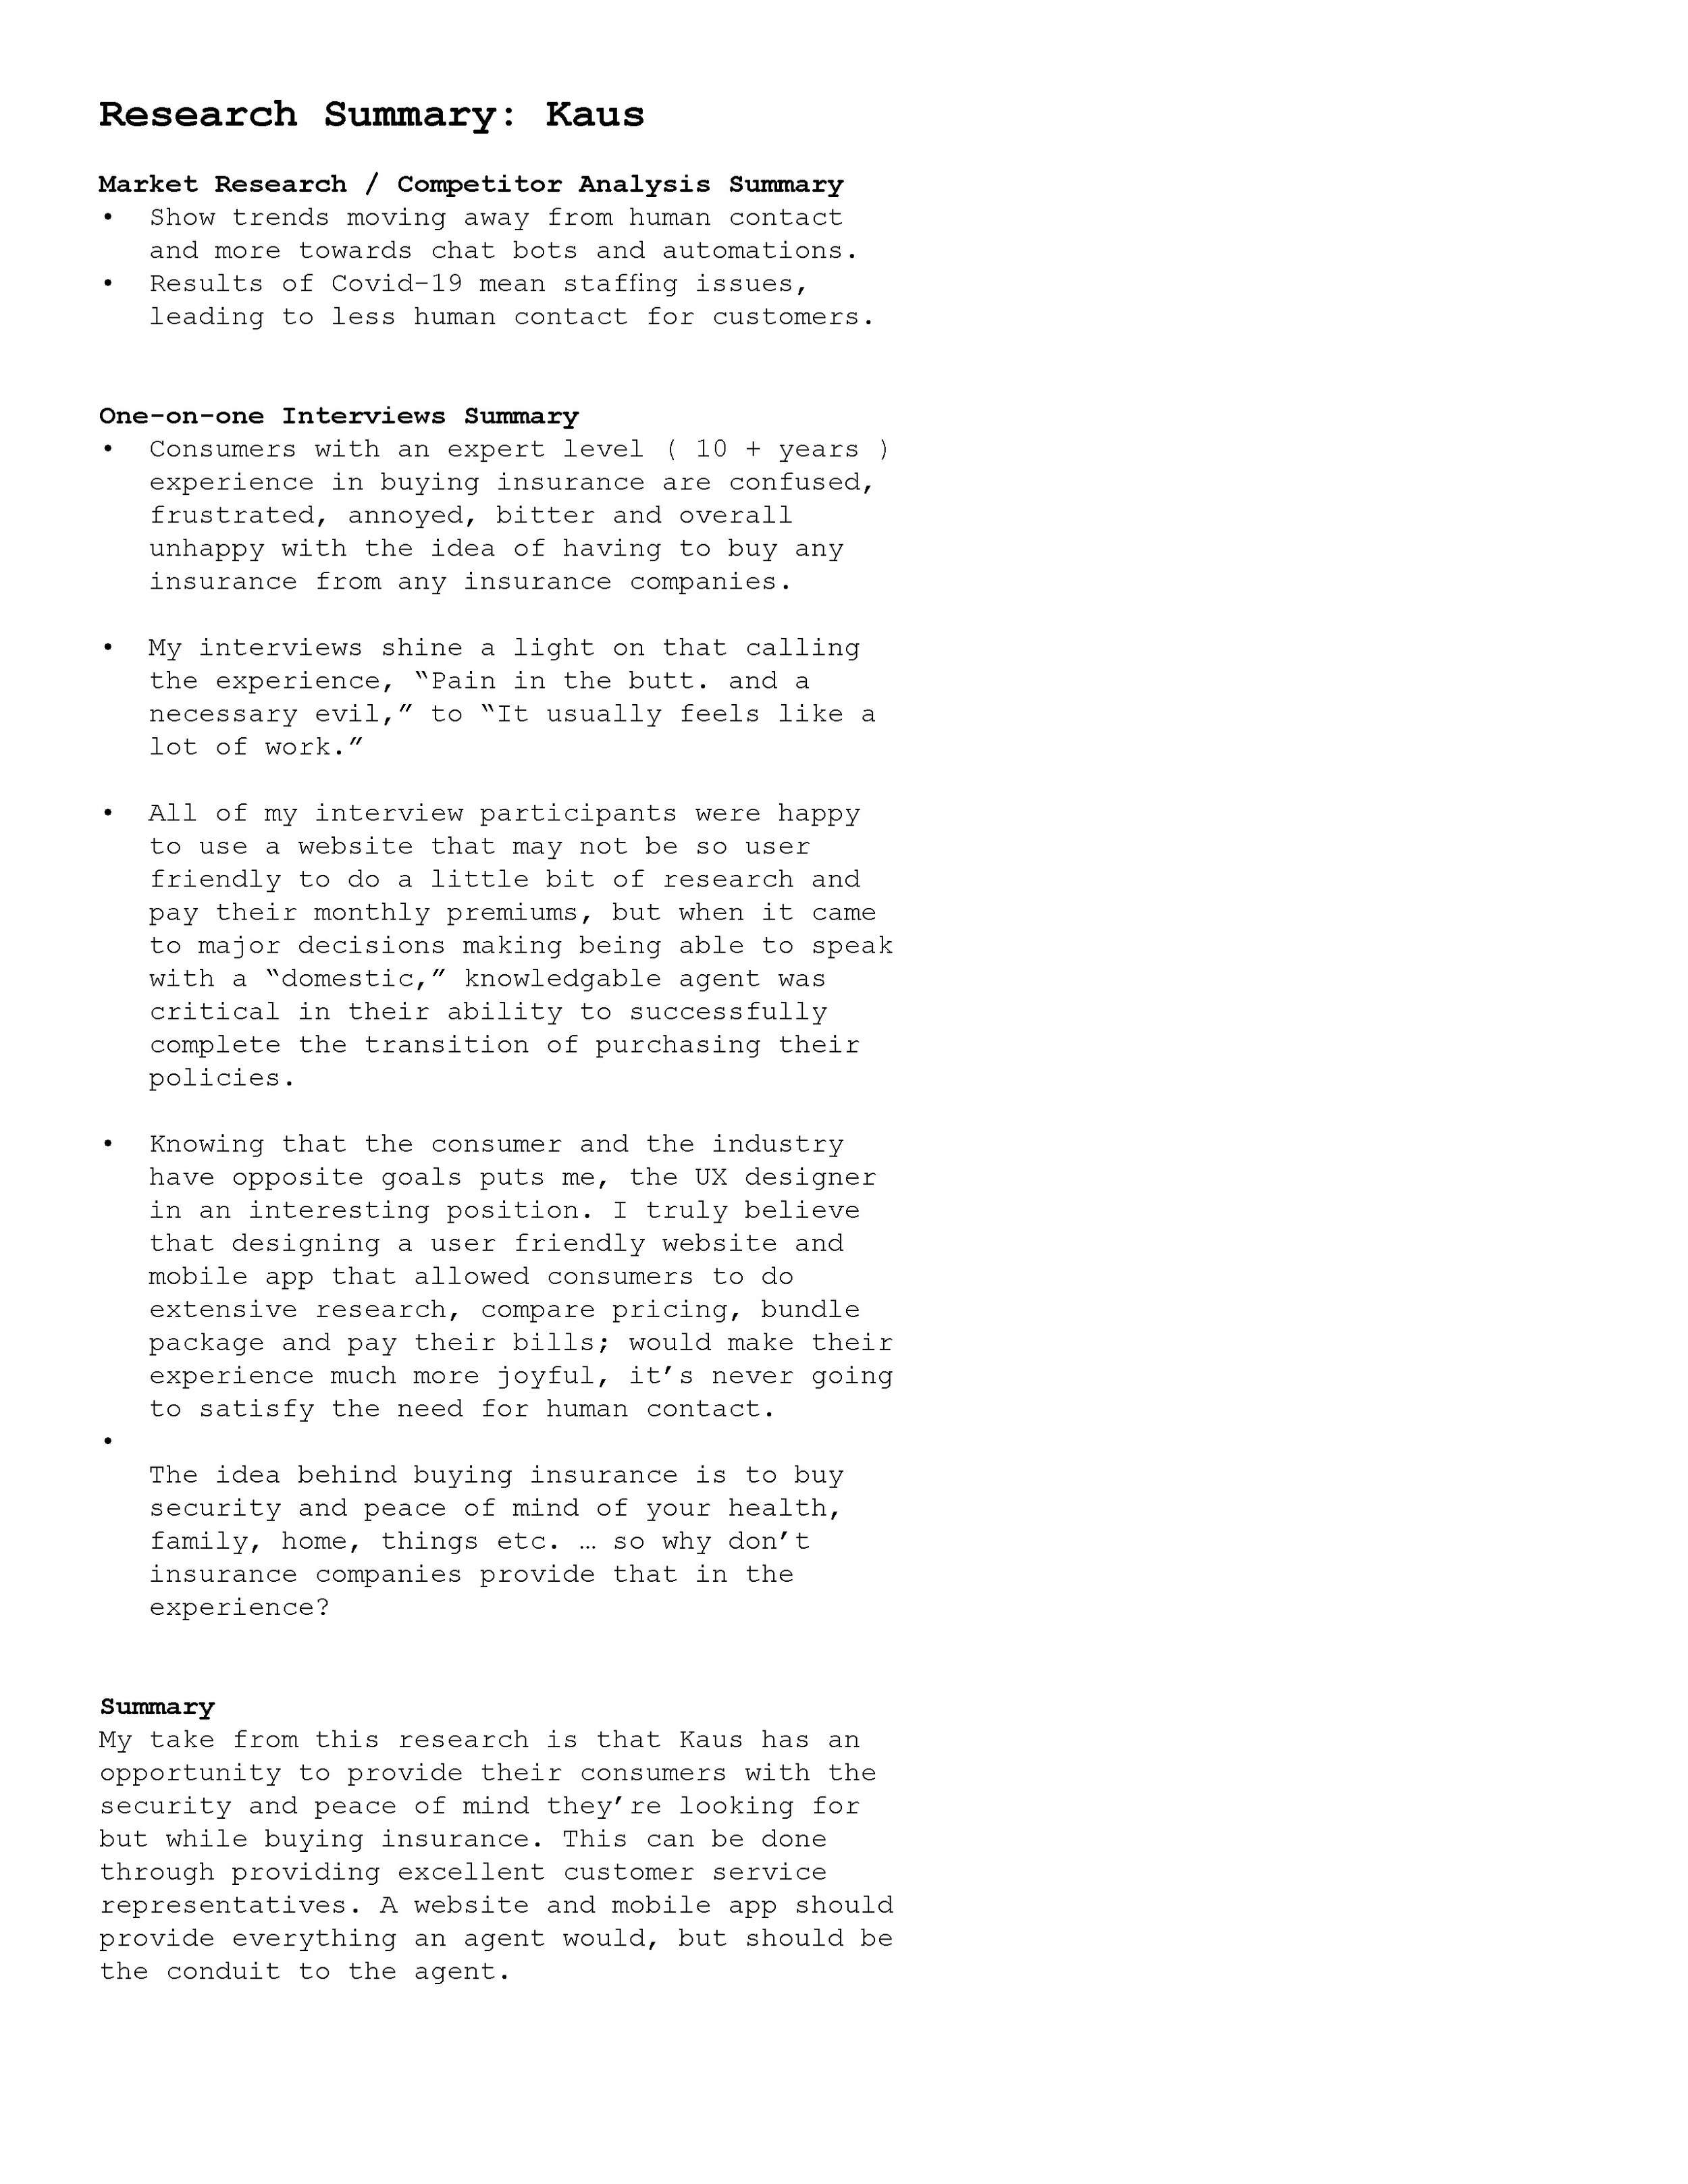 Research Summary: Kaus
Market Research / Competitor Analysis Summary
• Show trends moving away from human contact
and more towards chat bots and automations.
• Results of Covid-19 mean staffing issues,
leading to less human contact for customers.
One-on-one Interviews Summary
• Consumers with an expert level ( 10 + years )
experience in buying insurance are confused,
frustrated, annoyed, bitter and overall
unhappy with the idea of having to buy any
insurance from any insurance companies.
• My interviews shine a light on that calling
the experience, “Pain in the butt. and a
necessary evil,” to “It usually feels like a
lot of work.”
• All of my interview participants were happy
to use a website that may not be so user
friendly to do a little bit of research and
pay their monthly premiums, but when it came
to major decisions making being able to speak
with a “domestic,” knowledgable agent was
critical in their ability to successfully
complete the transition of purchasing their
policies.
• Knowing that the consumer and the industry
have opposite goals puts me, the UX designer
in an interesting position. I truly believe
that designing a user friendly website and
mobile app that allowed consumers to do
extensive research, compare pricing, bundle
package and pay their bills; would make their
experience much more joyful, it’s never going
to satisfy the need for human contact.
•
The idea behind buying insurance is to buy
security and peace of mind of your health,
family, home, things etc. … so why don’t
insurance companies provide that in the
experience?
Summary
My take from this research is that Kaus has an
opportunity to provide their consumers with the
security and peace of mind they’re looking for
but while buying insurance. This can be done
through providing excellent customer service
representatives. A website and mobile app should
provide everything an agent would, but should be
the conduit to the agent.